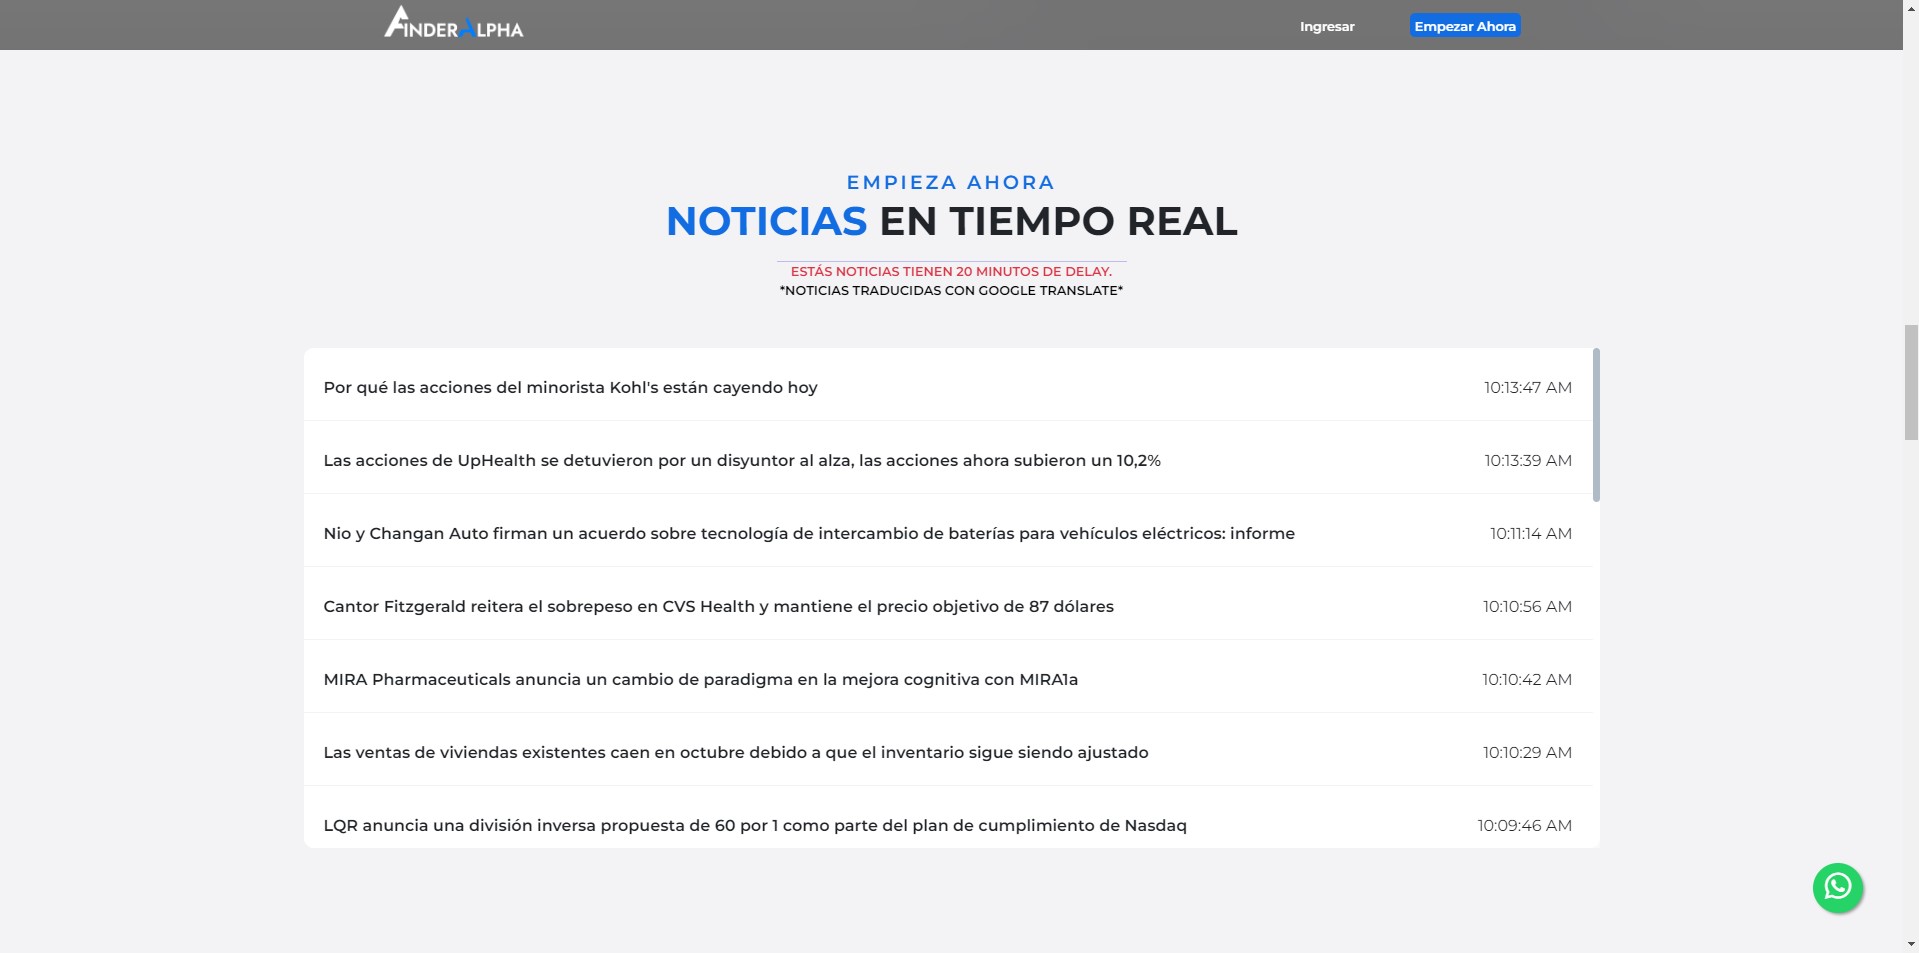 FINDERALPHA
Ingresar
Empezar Ahora
EMPIEZA AHORA
NOTICIAS EN TIEMPO REAL
ESTÁS NOTICIAS TIENEN 20 MINUTOS DE DELAY.
*NOTICIAS TRADUCIDAS CON GOOGLE TRANSLATE*
Por qué las acciones del minorista Kohl's están cayendo hoy 10:13:47 AM
Las acciones de UpHealth se detuvieron por un disyuntor al alza, las acciones ahora subieron un 10,2% 10:13:39 AM
Nio y Changan Auto firman un acuerdo sobre tecnología de intercambio de baterías para vehículos eléctricos: informe 10:11:14 AM
Cantor Fitzgerald reitera el sobrepeso en CVS Health y mantiene el precio objetivo de 87 dólares 10:10:56 AM
MIRA Pharmaceuticals anuncia un cambio de paradigma en la mejora cognitiva con MIRA1a 10:10:42 AM
Las ventas de viviendas existentes caen en octubre debido a que el inventario sigue siendo ajustado 10:10:29 AM
LQR anuncia una división inversa propuesta de 60 por 1 como parte del plan de cumplimiento de Nasdaq 10:09:46 AM